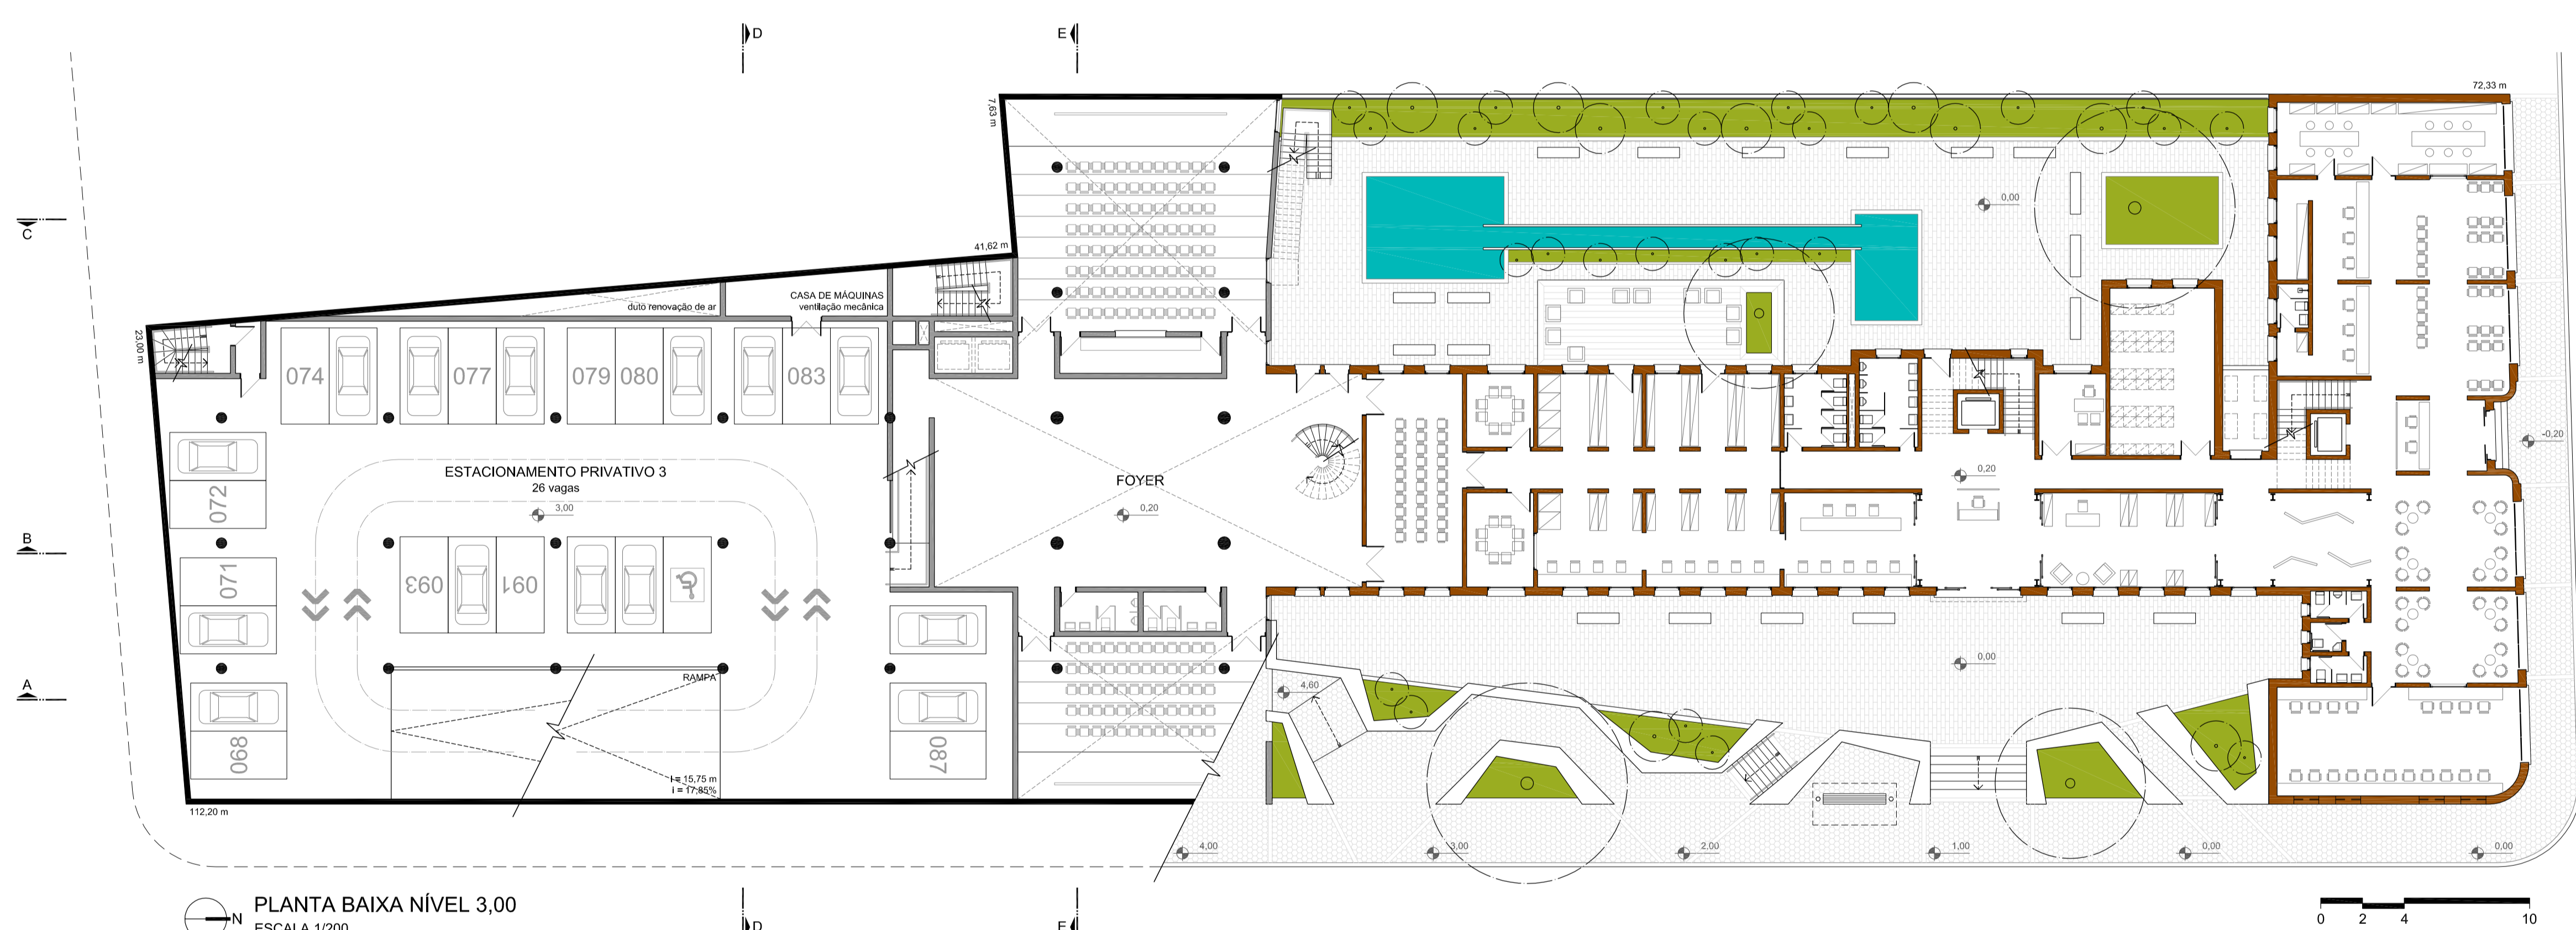 D
E
72,33 m
7,63 m
0,00
C
41,62 m
CASA DE MÁQUINAS
ventilação mecânica
duto renovação de ar
23,00 m
074
077
079
080
083
-0,20
ESTACIONAMENTO PRIVATIVO 3
26 vagas
FOYER
0,20
072
3,00
0,20
B
071
093
091
0,00
A
RAMPA
4,60
068
087
l = 15,75 m
i = 17,85%
112,20 m
4,00
3,00
2,00
1,00
0,00
0,00
N
PLANTA BAIXA NÍVEL 3,00
ESCALA 1/200
D
E
0 2 4 10